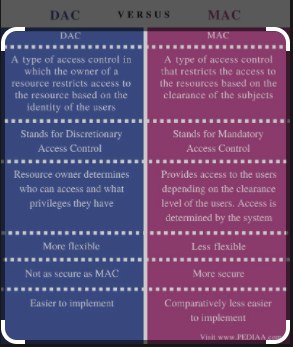 DAC VERSUS MAC
DAC
MAC
A type of access control in
which the owner of a
resource restricts access to
the resource based on the
identity of the users
A type of access control
that restricts the access to
the resources based on the
clearance of the subjects
Stands for Discretionary
Access Control
Stands for Mandatory
Access Control
Resource owner determines
who can access and what
privileges they have
Provides access to the users
depending on the clearance
level of the users. Access is
determined by the system
More flexible
Less flexible
Not as secure as MAC
More secure
Easier to implement
Comparatively less easier
to implement
Visit www.PEDIAA.com